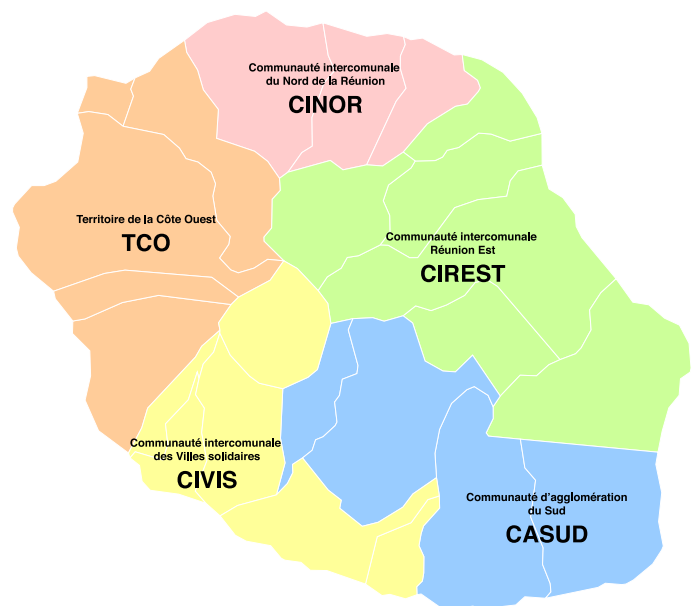 Communauté intercomunale
du Nord de la Réunion
CINOR
Territoire de la Côte Ouest
TCO
Communauté intercomunale
Réunion Est
CIREST
Communauté intercomunale
des Villes solidaires
CIVIS
Communauté d'agglomération
du Sud
CASUD